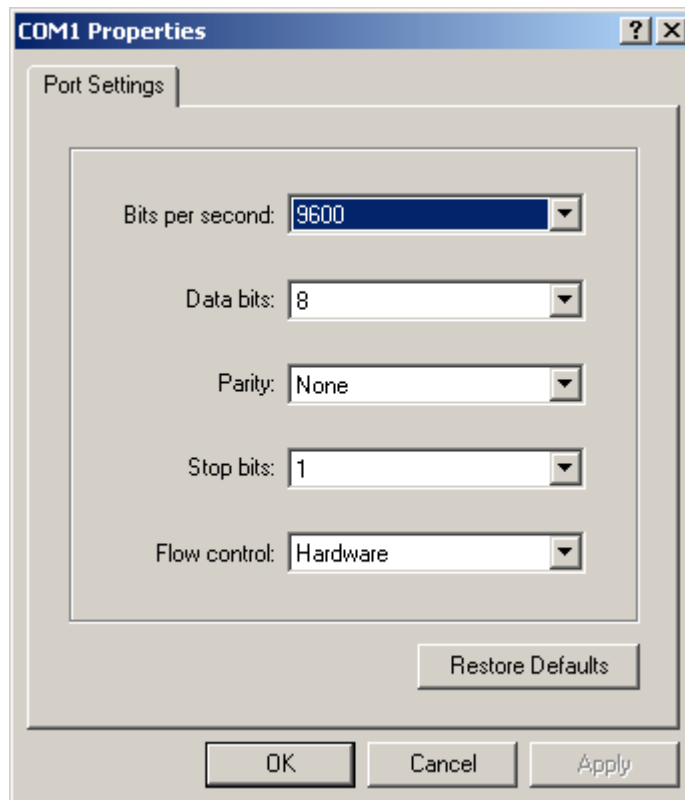 COM1 Properties
Port Settings
Bits per second: 9600
Data bits: 8
Parity: None
Stop bits: 1
Flow control: Hardware
Restore Defaults
OK Cancel Apply